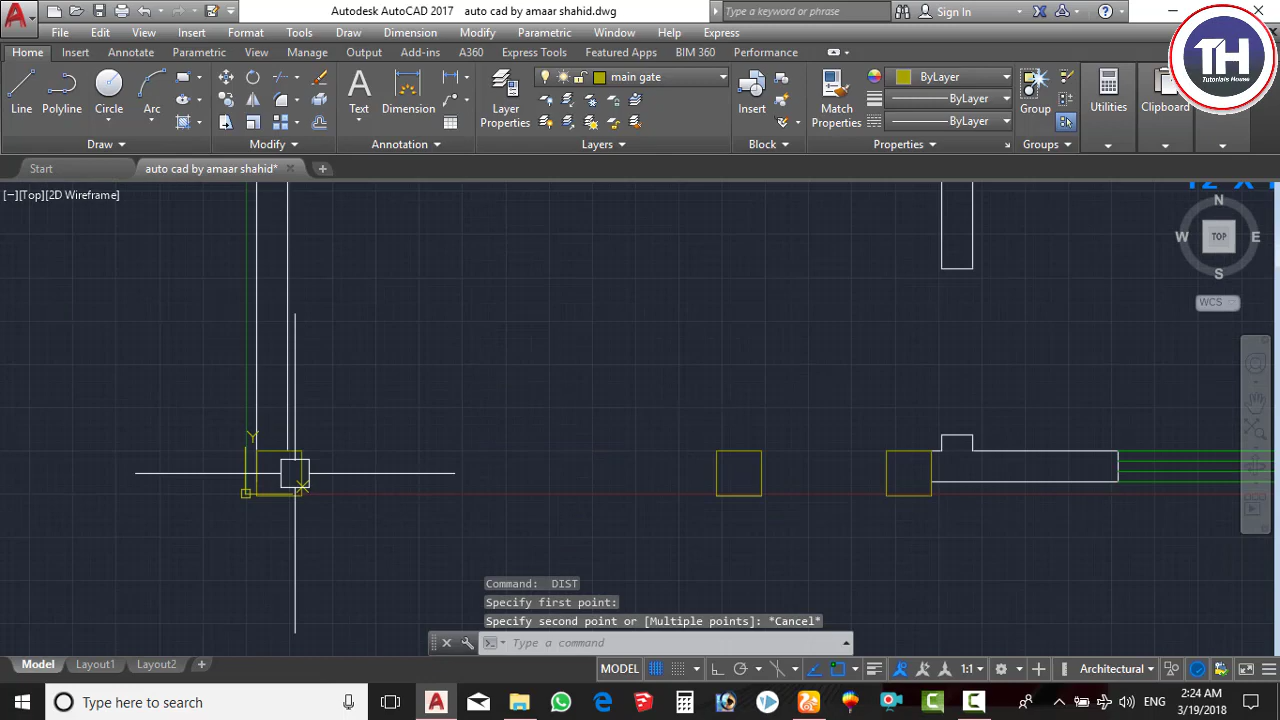 Autodesk AutoCAD 2017 auto cad by amaar shahid.dwg
Type a keyword or phrase
Sign In
File Edit View Insert Format Tools Draw Dimension Modify Parametric Window Help Express
Home Insert Annotate Parametric View Manage Output Add-ins A360 Express Tools Featured Apps BIM 360 Performance
TH
Tutorials Home
main gate
ByLayer
ByLayer
ByLayer
Line Polyline Circle Arc
Text Dimension
Layer Properties
Insert
Match Properties
Group
Utilities
Clipboard
Draw Modify Annotation Layers Block Properties Groups
Start
auto cad by amaar shahid*
[−][Top][2D Wireframe]
N
W TOP E
S
WCS
Y
X
Command: DIST
Specify first point:
Specify second point or [Multiple points]: *Cancel*
Type a command
Model Layout1 Layout2
MODEL
1:1
Architectural
Type here to search
ENG
2:24 AM
3/19/2018